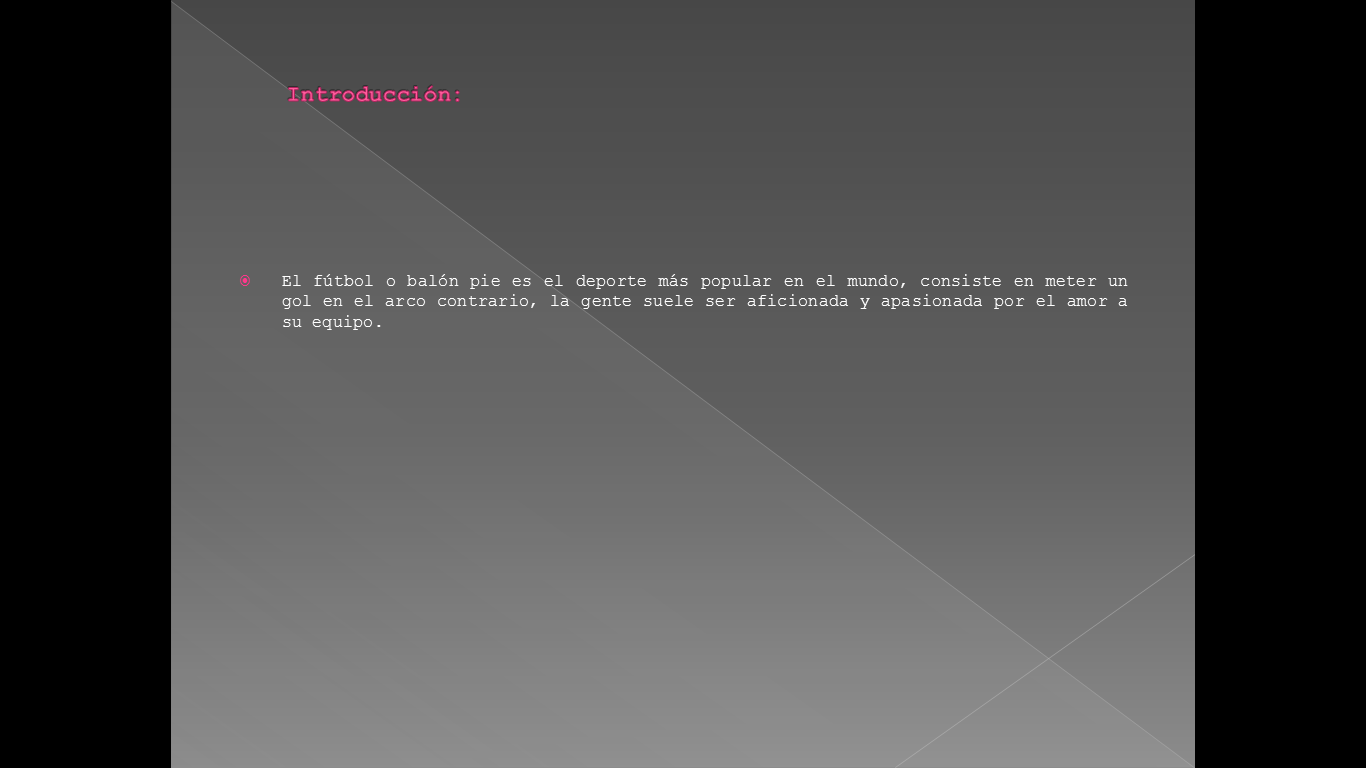 Introducción:
El fútbol o balón pie es el deporte más popular en el mundo, consiste en meter un
gol en el arco contrario, la gente suele ser aficionada y apasionada por el amor a
su equipo.